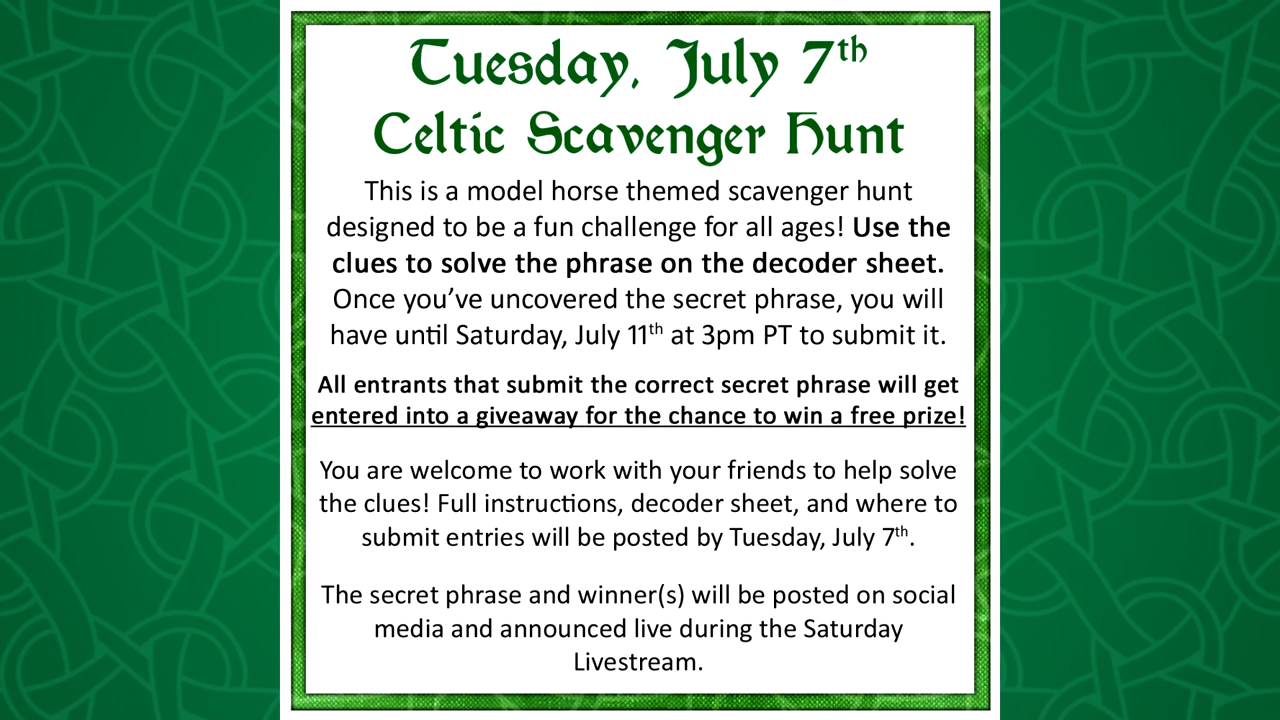 Tuesday, July 7th
Celtic Scavenger Hunt
This is a model horse themed scavenger hunt
designed to be a fun challenge for all ages! Use the
clues to solve the phrase on the decoder sheet.
Once you’ve uncovered the secret phrase, you will
have until Saturday, July 11th at 3pm PT to submit it.
All entrants that submit the correct secret phrase will get
entered into a giveaway for the chance to win a free prize!
You are welcome to work with your friends to help solve
the clues! Full instructions, decoder sheet, and where to
submit entries will be posted by Tuesday, July 7th.
The secret phrase and winner(s) will be posted on social
media and announced live during the Saturday
Livestream.